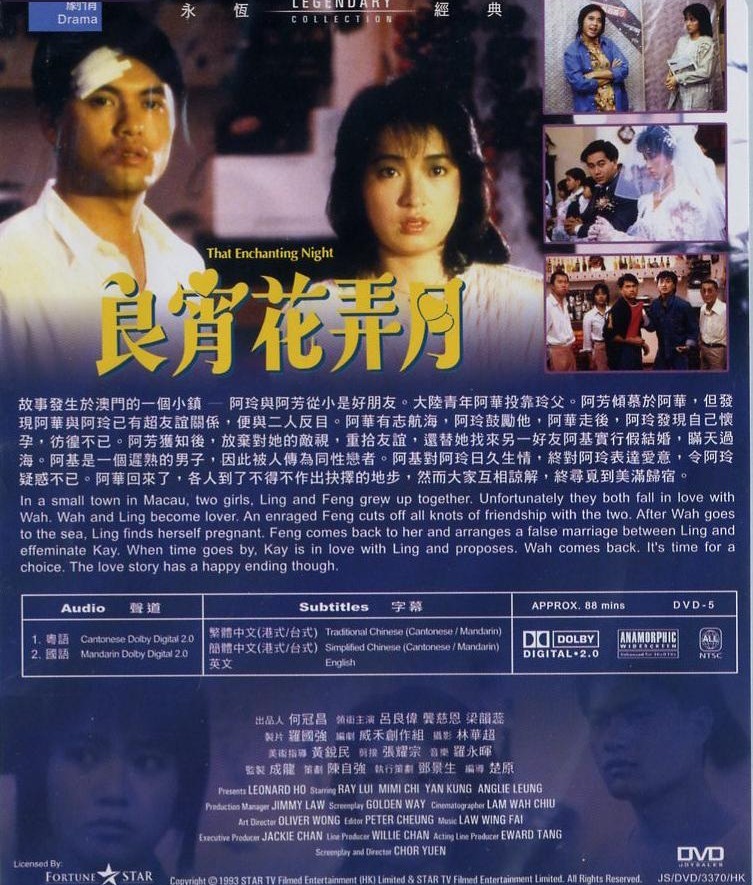 劇情
Drama
LEGENDARY
永恆 經典
COLLECTION
That Enchanting Night
良宵花弄月
故事發生於澳門的一個小鎮 — 阿玲與阿芳從小是好朋友。大陸青年阿華投靠玲父。阿芳傾慕於阿華，但發
現阿華與阿玲已有超友誼關係，便與二人反目。阿華有志航海，阿玲鼓勵他，阿華走後，阿玲發現自己懷
孕，彷徨不已。阿芳獲知後，放棄對她的敵視，重拾友誼，還替她找來另一好友阿基實行假結婚，瞞天過
海。阿基是一個遲熟的男子，因此被人傳為同性戀者。阿基對阿玲日久生情，終對阿玲表達愛意，令阿玲
疑惑不已。阿華回來了，各人到了不得不作出抉擇的地步，然而大家互相諒解，終尋覓到美滿歸宿。
In a small town in Macau, two girls, Ling and Feng grew up together. Unfortunately they both fall in love with
Wah. Wah and Ling become lover. An enraged Feng cuts off all knots of friendship with the two. After Wah goes
to the sea, Ling finds herself pregnant. Feng comes back to her and arranges a false marriage between Ling and
effeminate Kay. When time goes by, Kay is in love with Ling and proposes. Wah comes back. It's time for a
choice. The love story has a happy ending though.
Audio 聲道
1. 粵語 Cantonese Dolby Digital 2.0
2. 國語 Mandarin Dolby Digital 2.0
Subtitles 字幕
繁體中文(港式/台式) Traditional Chinese (Cantonese / Mandarin)
簡體中文(港式/台式) Simplified Chinese (Cantonese / Mandarin)
英文 English
APPROX. 88 mins DVD-5
DOLBY
DIGITAL•2.0
ANAMORPHIC
WIDESCREEN
ALL
NTSC
出品人 何冠昌 領銜主演 呂良偉 龔慈恩 梁韻蕊
製片 羅國強 編劇 威禾創作組 攝影 林華超
美術指導 黃銳民 剪接 張耀宗 音樂 羅永暉
監製 成龍 策劃 陳自強 執行策劃 鄧景生 編導 楚原
Presents LEONARD HO Starring RAY LUI MIMI CHI YAN KUNG ANGLIE LEUNG
Production Manager JIMMY LAW Screenplay GOLDEN WAY Cinematographer LAM WAH CHIU
Art Director OLIVER WONG Editor PETER CHEUNG Music LAW WING FAI
Executive Producer JACKIE CHAN Line Producer WILLIE CHAN Acting Line Producer EWARD TANG
Screenplay and Director CHOR YUEN
Licensed By:
FORTUNE STAR
Copyright © 1993 STAR TV Filmed Entertainment (HK) Limited & STAR TV Filmed Entertainment Limited. All Rights Reserved.
DVD
JOYSALES
JS/DVD/3370/HK